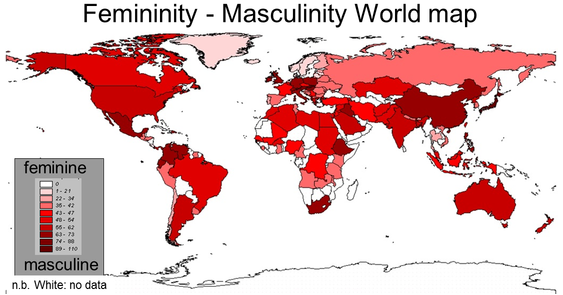 Femininity - Masculinity World map
feminine
0
1 - 21
22 - 34
35 - 42
43 - 47
48 - 54
55 - 62
63 - 73
74 - 88
89 - 110
masculine
n.b. White: no data